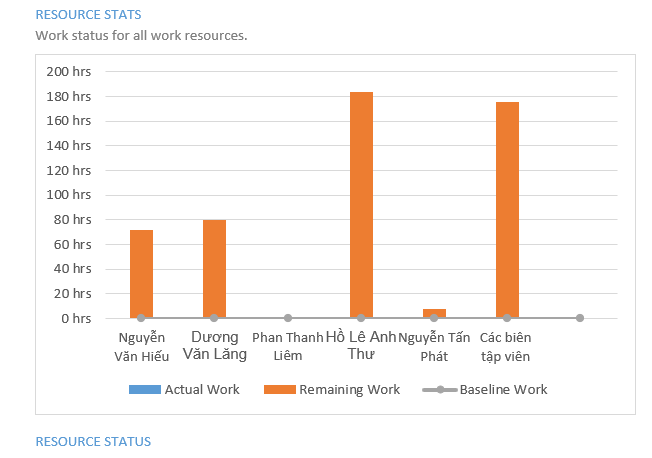 RESOURCE STATS
Work status for all work resources.
200 hrs
180 hrs
160 hrs
140 hrs
120 hrs
100 hrs
80 hrs
60 hrs
40 hrs
20 hrs
0 hrs
Nguyễn
Văn Hiếu
Dương
Văn Lăng
Phan Thanh
Liêm
Hồ Lê Anh
Thư
Nguyễn Tấn
Phát
Các biên
tập viên
Actual Work
Remaining Work
Baseline Work
RESOURCE STATUS